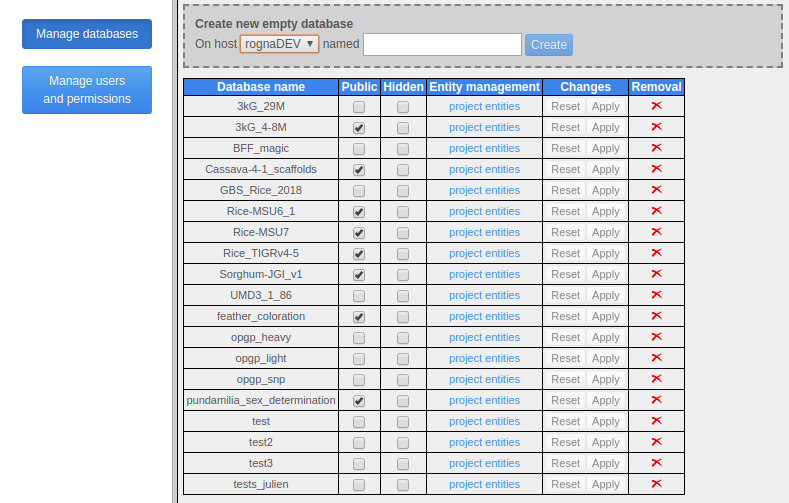 Manage databases
Manage users
and permissions
Create new empty database
On host rognaDEV named Create
Database name Public Hidden Entity management Changes Removal
3kG_29M project entities Reset Apply
3kG_4-8M project entities Reset Apply
BFF_magic project entities Reset Apply
Cassava-4-1_scaffolds project entities Reset Apply
GBS_Rice_2018 project entities Reset Apply
Rice-MSU6_1 project entities Reset Apply
Rice-MSU7 project entities Reset Apply
Rice_TIGRv4-5 project entities Reset Apply
Sorghum-JGI_v1 project entities Reset Apply
UMD3_1_86 project entities Reset Apply
feather_coloration project entities Reset Apply
opgp_heavy project entities Reset Apply
opgp_light project entities Reset Apply
opgp_snp project entities Reset Apply
pundamilia_sex_determination project entities Reset Apply
test project entities Reset Apply
test2 project entities Reset Apply
test3 project entities Reset Apply
tests_julien project entities Reset Apply